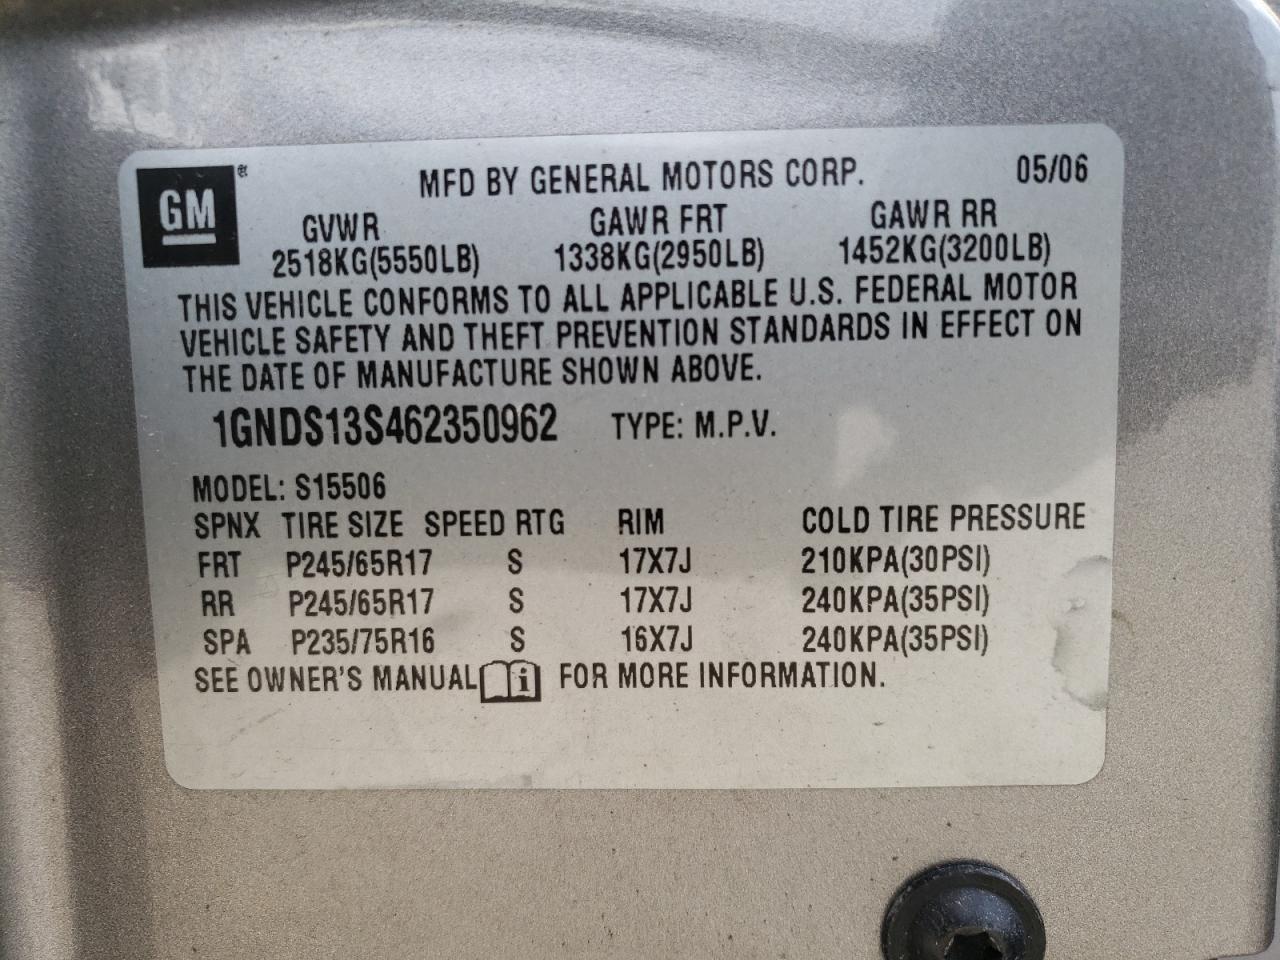 GM ®
MFD BY GENERAL MOTORS CORP. 05/06
GVWR GAWR FRT GAWR RR
2518KG(5550LB) 1338KG(2950LB) 1452KG(3200LB)
THIS VEHICLE CONFORMS TO ALL APPLICABLE U.S. FEDERAL MOTOR
VEHICLE SAFETY AND THEFT PREVENTION STANDARDS IN EFFECT ON
THE DATE OF MANUFACTURE SHOWN ABOVE.
1GNDS13S462350962 TYPE: M.P.V.
MODEL: S15506
SPNX TIRE SIZE SPEED RTG RIM COLD TIRE PRESSURE
FRT P245/65R17 S 17X7J 210KPA(30PSI)
RR P245/65R17 S 17X7J 240KPA(35PSI)
SPA P235/75R16 S 16X7J 240KPA(35PSI)
SEE OWNER'S MANUAL i FOR MORE INFORMATION.